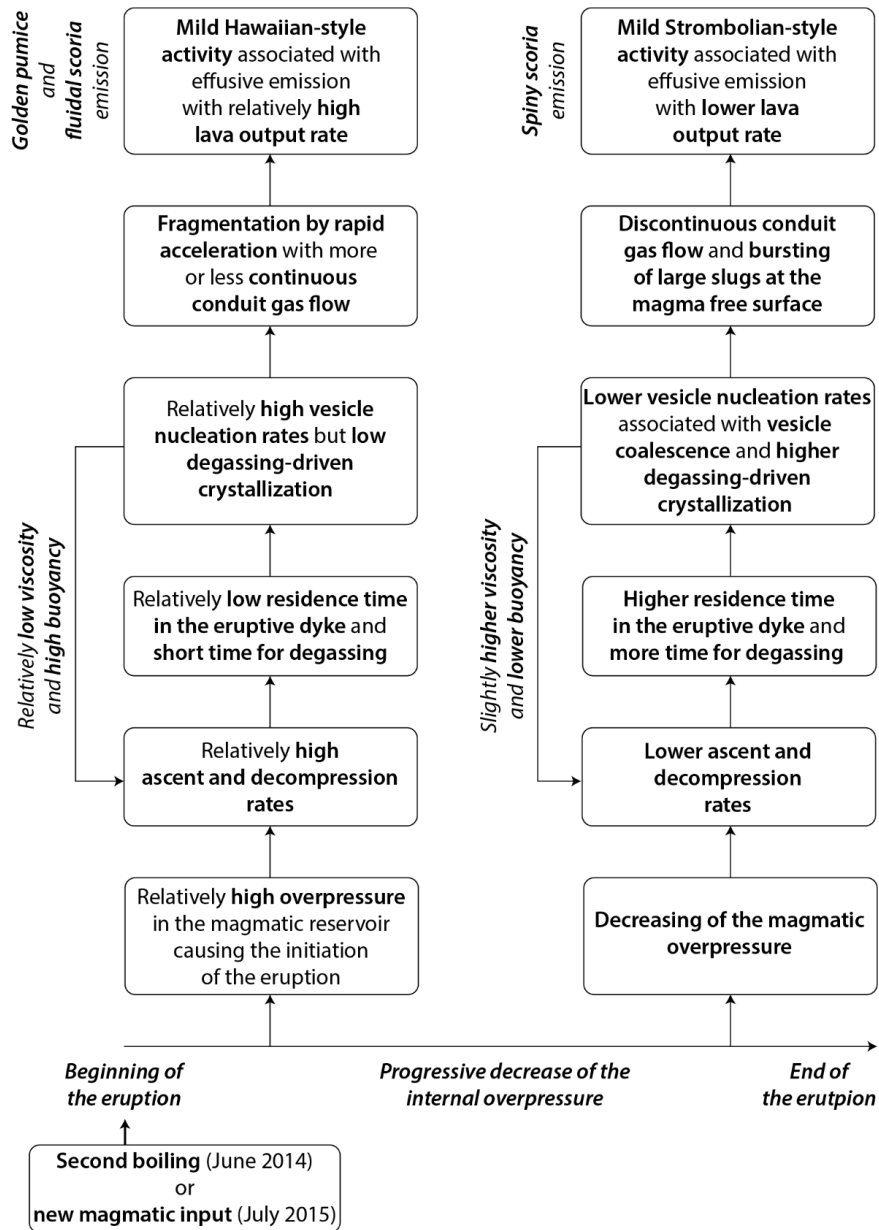 Golden pumice
and
fluidal scoria
emission
Mild Hawaiian-style
activity associated with
effusive emission
with relatively high
lava output rate
Fragmentation by rapid
acceleration with more
or less continuous
conduit gas flow
Relatively high vesicle
nucleation rates but low
degassing-driven
crystallization
Relatively low viscosity
and high buoyancy
Relatively low residence time
in the eruptive dyke and
short time for degassing
Relatively high
ascent and decompression
rates
Relatively high overpressure
in the magmatic reservoir
causing the initiation
of the eruption
Spiny scoria
emission
Mild Strombolian-style
activity associated with
effusive emission
with lower lava
output rate
Discontinuous conduit
gas flow and bursting
of large slugs at the
magma free surface
Lower vesicle nucleation rates
associated with vesicle
coalescence and higher
degassing-driven
crystallization
Slightly higher viscosity
and lower buoyancy
Higher residence time
in the eruptive dyke and
more time for degassing
Lower ascent and
decompression
rates
Decreasing of the magmatic
overpressure
Beginning of
the eruption
Progressive decrease of the
internal overpressure
End of
the erutpion
Second boiling (June 2014)
or
new magmatic input (July 2015)